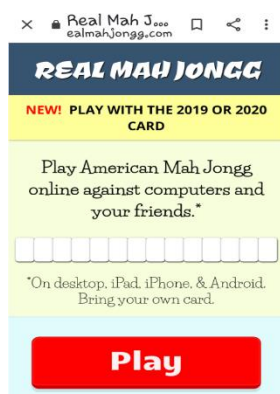 Real Mah J...
ealmahjongg.com
REAL MAH JONGG
NEW! PLAY WITH THE 2019 OR 2020
CARD
Play American Mah Jongg
online against computers and
your friends.*
*On desktop, iPad, iPhone, & Android.
Bring your own card.
Play